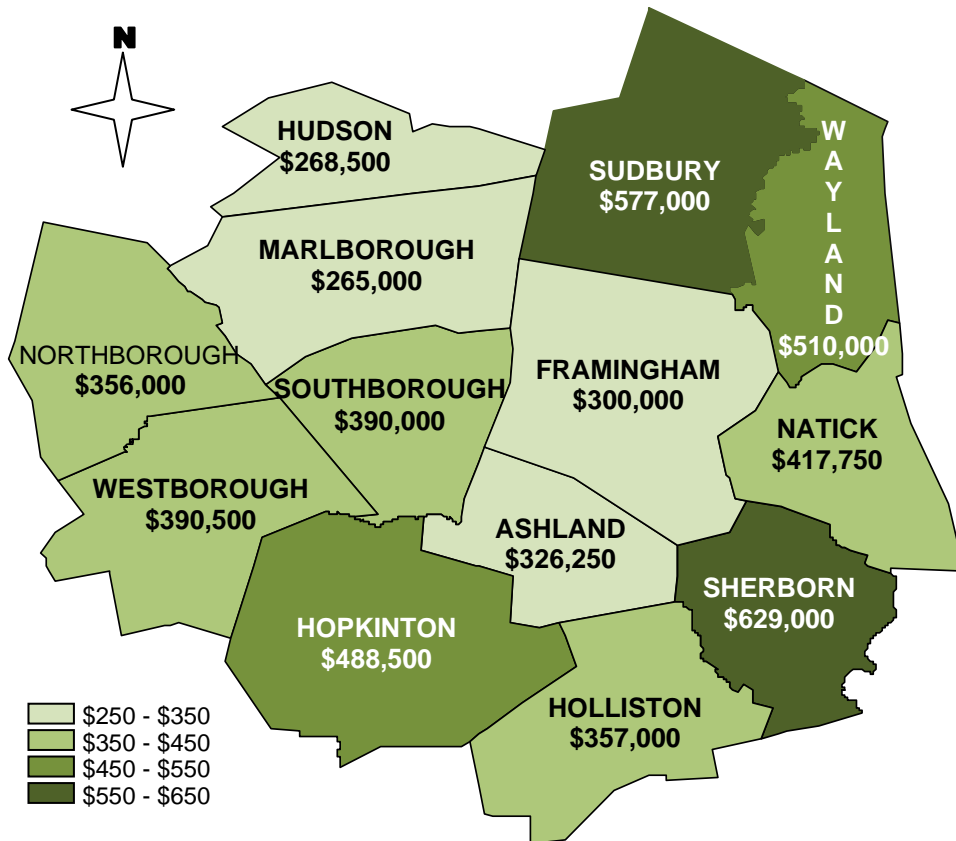 N
HUDSON
$268,500
SUDBURY
$577,000
WAYLAND
$510,000
MARLBOROUGH
$265,000
NORTHBOROUGH
$356,000
SOUTHBOROUGH
$390,000
FRAMINGHAM
$300,000
NATICK
$417,750
WESTBOROUGH
$390,500
ASHLAND
$326,250
SHERBORN
$629,000
HOPKINTON
$488,500
HOLLISTON
$357,000
$250 - $350
$350 - $450
$450 - $550
$550 - $650